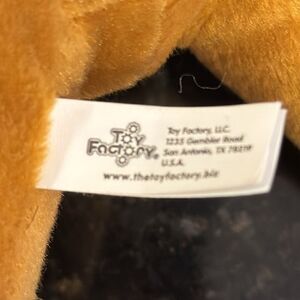 Toy
Factory®
Toy Factory, LLC.
1235 Gembler Road
San Antonio, TX 78219
U.S.A.
www.thetoyfactory.biz